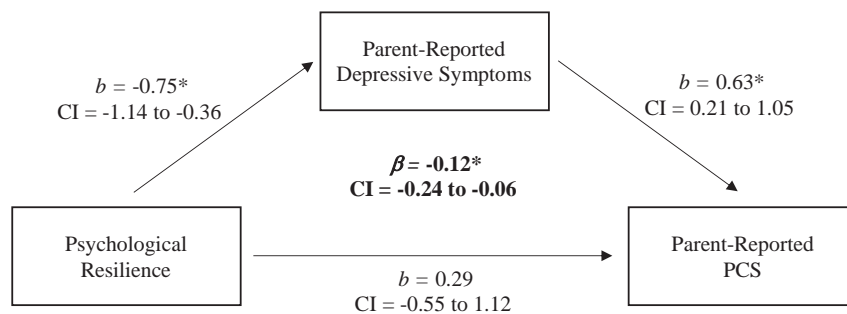 Parent-Reported
Depressive Symptoms
b = -0.75*
CI = -1.14 to -0.36
b = 0.63*
CI = 0.21 to 1.05
β = -0.12*
CI = -0.24 to -0.06
Psychological
Resilience
Parent-Reported
PCS
b = 0.29
CI = -0.55 to 1.12